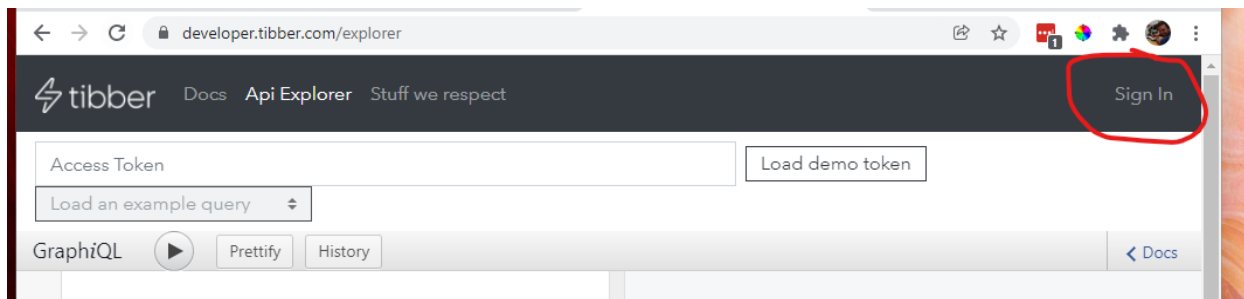 developer.tibber.com/explorer
1
tibber Docs Api Explorer Stuff we respect Sign In
Access Token Load demo token
Load an example query
GraphiQL Prettify History Docs